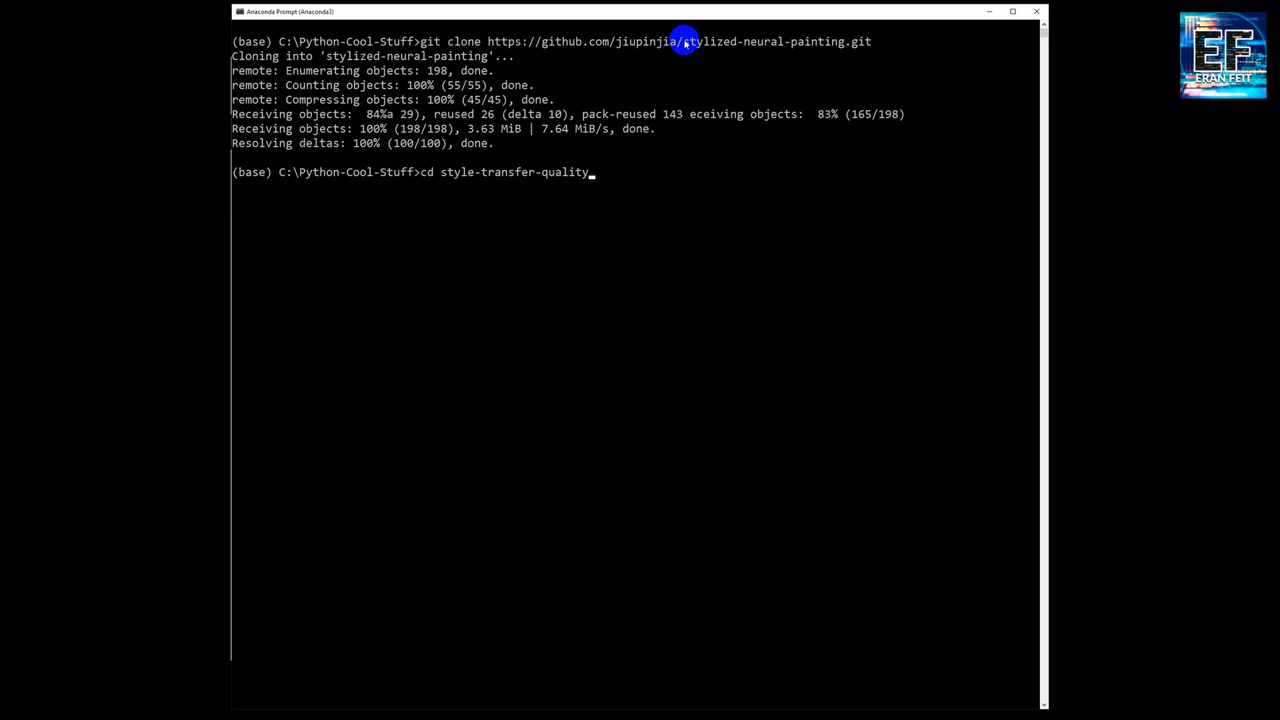 Anaconda Prompt (Anaconda3)
(base) C:\Python-Cool-Stuff>git clone https://github.com/jiupinjia/stylized-neural-painting.git
Cloning into 'stylized-neural-painting'...
remote: Enumerating objects: 198, done.
remote: Counting objects: 100% (55/55), done.
remote: Compressing objects: 100% (45/45), done.
Receiving objects:  84%a 29), reused 26 (delta 10), pack-reused 143 eceiving objects:  83% (165/198)
Receiving objects: 100% (198/198), 3.63 MiB | 7.64 MiB/s, done.
Resolving deltas: 100% (100/100), done.
(base) C:\Python-Cool-Stuff>cd style-transfer-quality
EF
ERAN FEIT